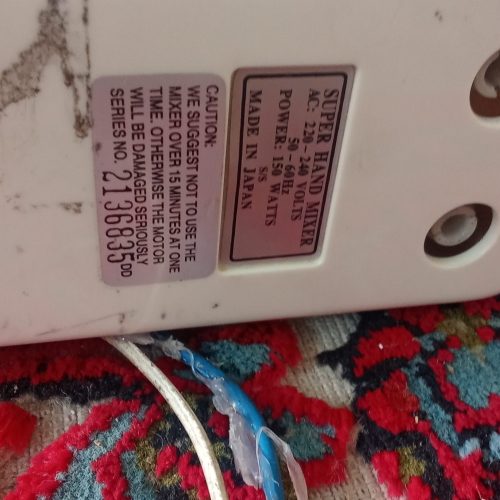 SUPER HAND MIXER
AC: 220 - 240 VOLTS
50 - 60Hz
POWER: 150 WATTS
S/S
MADE IN JAPAN
CAUTION:
WE SUGGEST NOT TO USE THE
MIXER OVER 15 MINUTES AT ONE
TIME. OTHERWISE THE MOTOR
WILL BE DAMAGED SERIOUSLY
SERIES NO. 2136835 DD